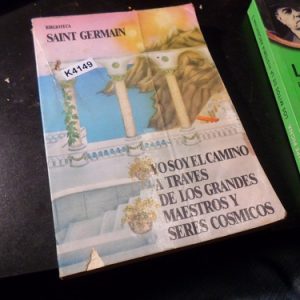 BIBLIOTECA
SAINT GERMAIN
K4149
YO SOY EL CAMINO
A TRAVES
DE LOS GRANDES
MAESTROS Y
SERES COSMICOS